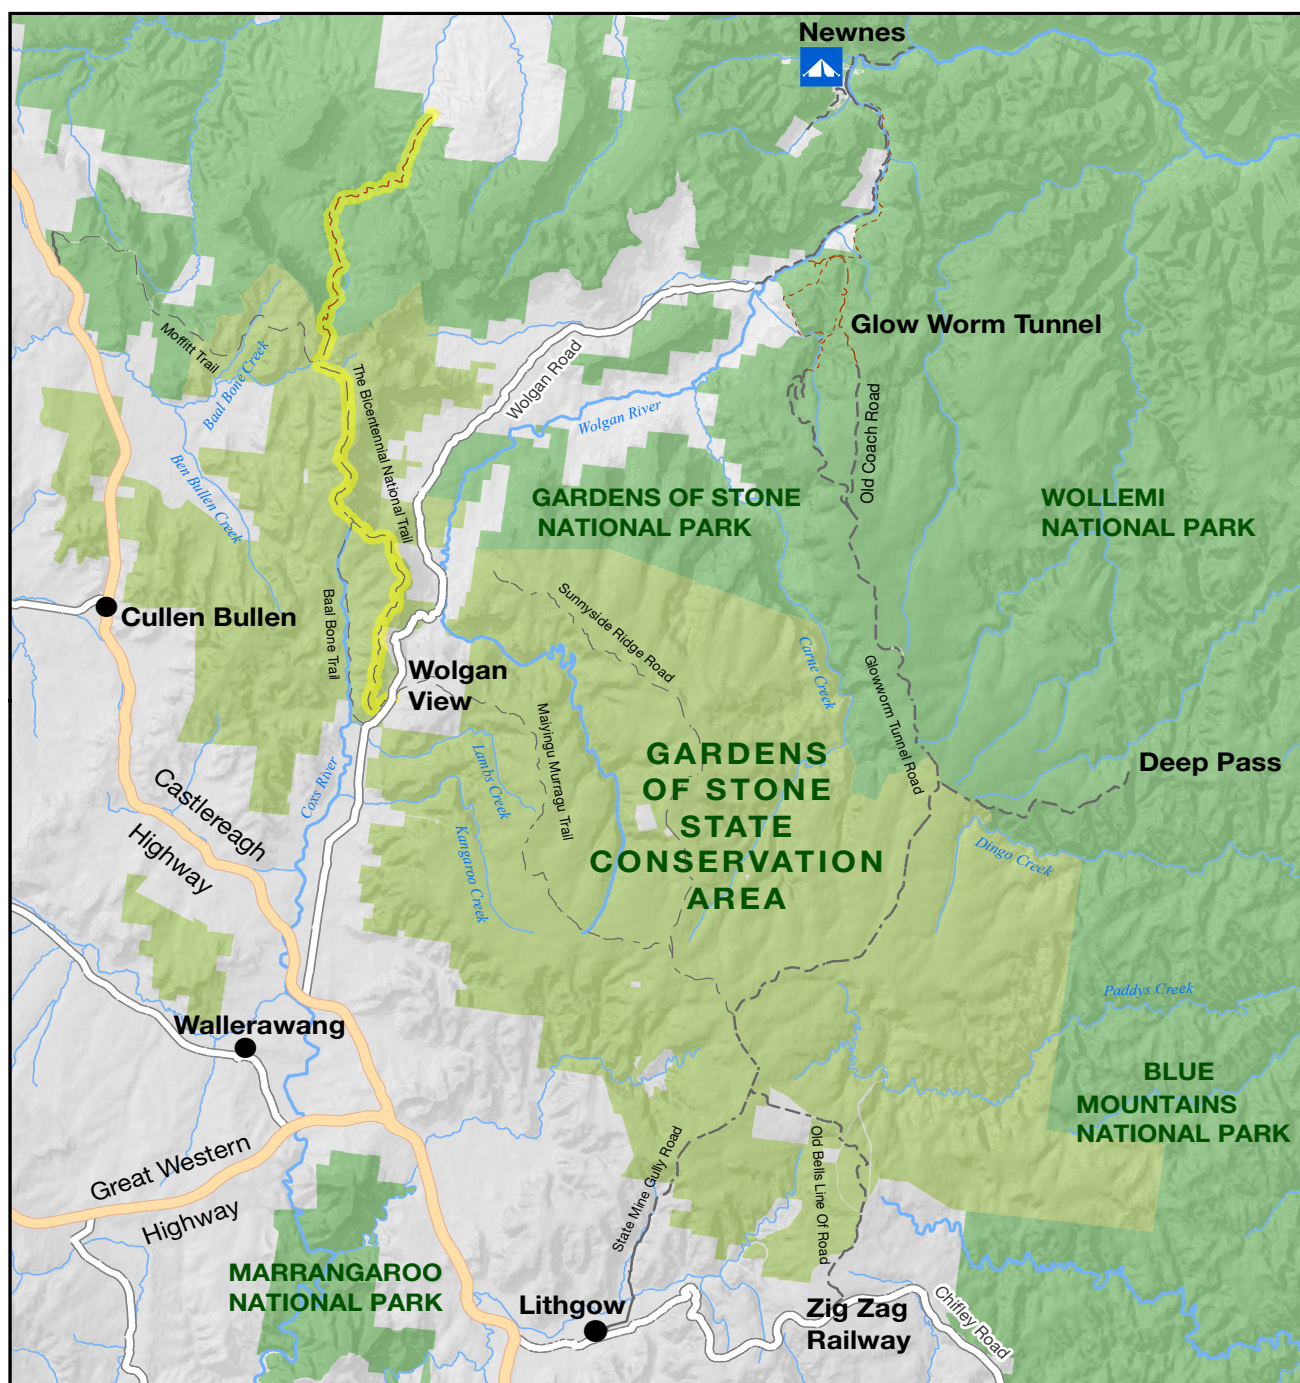 Newnes
Moffitt Trail
Baal Bone Creek
The Bicentennial National Trail
Wolgan Road
Wolgan River
Glow Worm Tunnel
Old Coach Road
Ben Bullen Creek
GARDENS OF STONE
NATIONAL PARK
WOLLEMI
NATIONAL PARK
Cullen Bullen
Baal Bone Trail
Sunnyside Ridge Road
Carne Creek
Glowworm Tunnel Road
Wolgan
View
Maiyingu Murragu Trail
Lambs Creek
Kangaroo Creek
Coxs River
GARDENS
OF STONE
STATE
CONSERVATION
AREA
Deep Pass
Dingo Creek
Castlereagh
Highway
Paddys Creek
Wallerawang
BLUE
MOUNTAINS
NATIONAL PARK
Great Western
Highway
State Mine Gully Road
Old Bells Line Of Road
MARRANGAROO
NATIONAL PARK
Lithgow
Zig Zag
Railway
Chifley Road